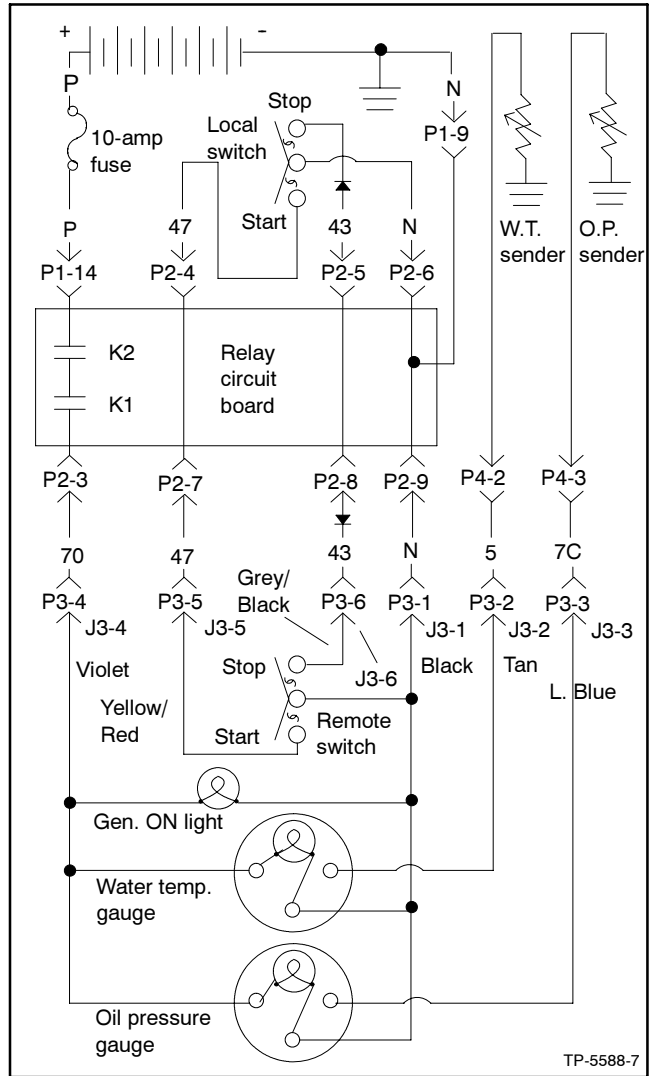 + -
P
N
Stop
10-amp
fuse
Local
switch
P1-9
Start
P
47
43
N
W.T.
sender
O.P.
sender
P1-14
P2-4
P2-5
P2-6
K2
K1
Relay
circuit
board
P2-3
P2-7
P2-8
P2-9
P4-2
P4-3
70
47
43
N
5
7C
Grey/
Black
P3-4
P3-5
P3-6
P3-1
P3-2
P3-3
J3-4
J3-5
J3-6
J3-1
J3-2
J3-3
Violet
Stop
Black
Tan
L. Blue
Yellow/
Red
Start
Remote
switch
Gen. ON light
Water temp.
gauge
Oil pressure
gauge
TP-5588-7